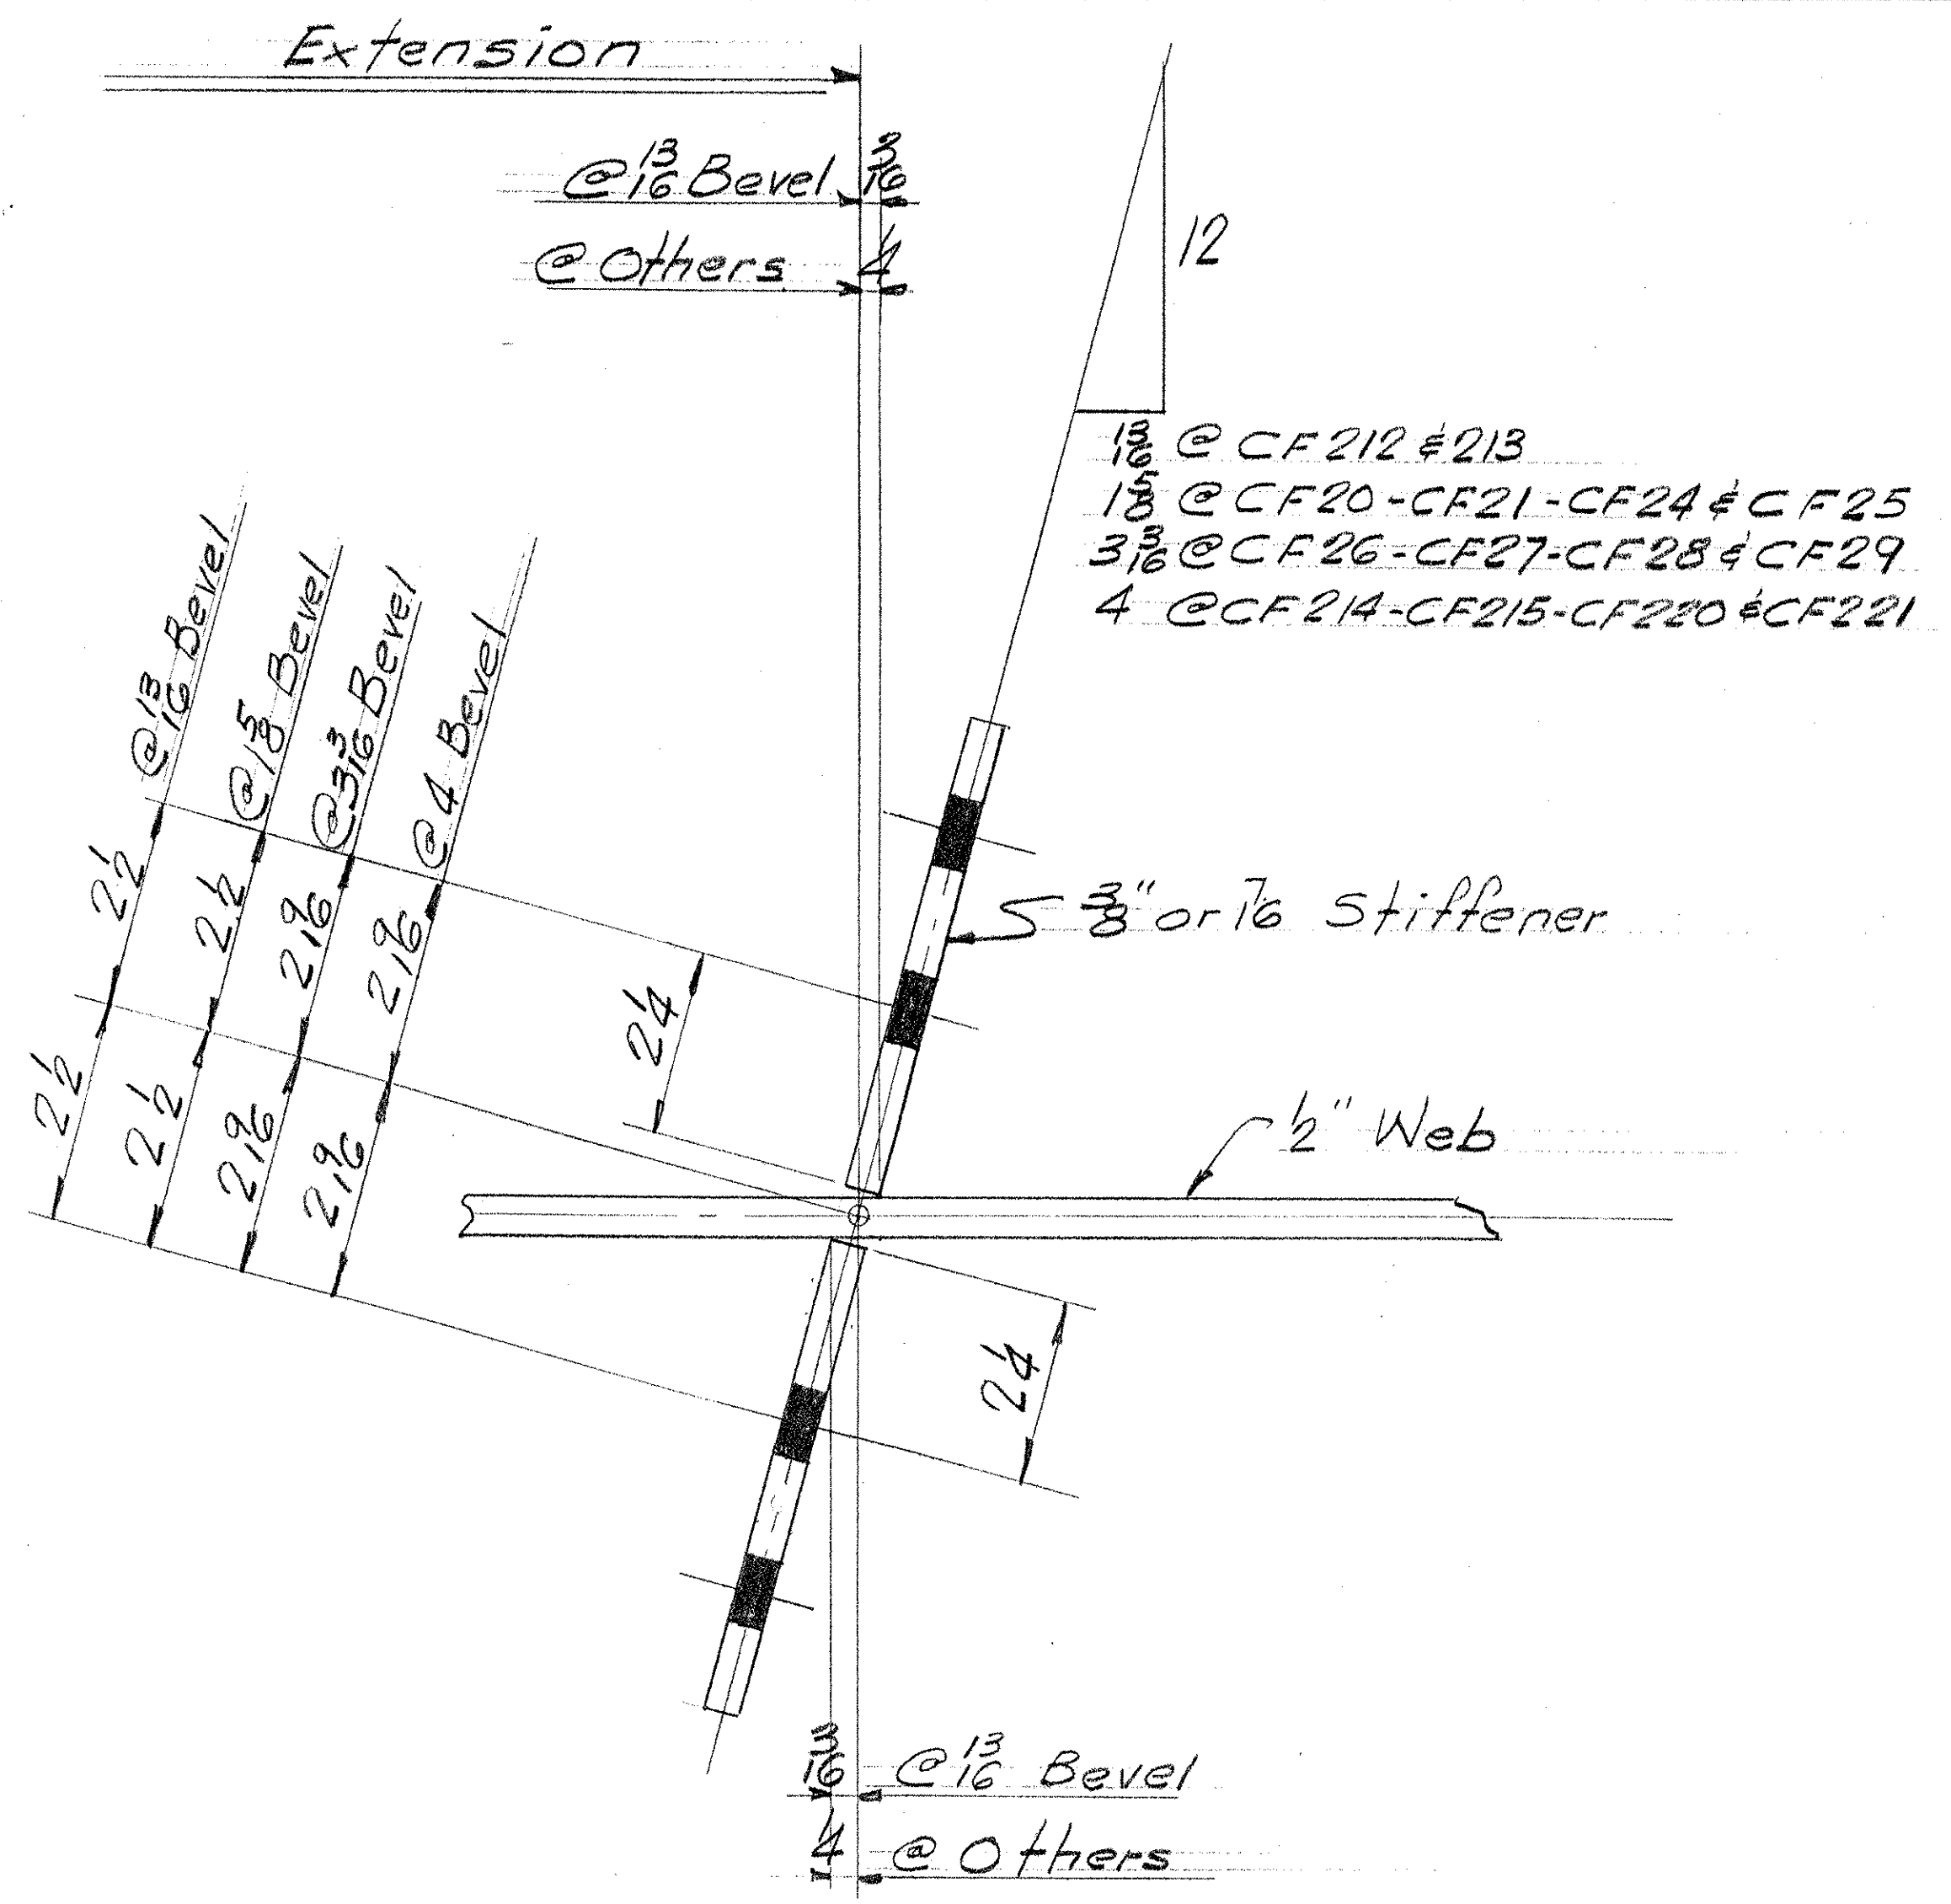 Extension
@ 13/16 Bevel 3/16
@ Others 1/4
12
13/16 @ CF 212 & 213
1 5/8 @ CF20-CF21-CF24 & CF25
3 3/16 @ CF26-CF27-CF28 & CF29
4 @ CF214-CF215-CF220 & CF221
@ 13/16 Bevel
@ 1 5/8 Bevel
@ 3 3/16 Bevel
@ 4 Bevel
2 1/2
2 1/2
2 9/16
2 9/16
2 1/4
3/8" or 7/16 Stiffener
2 1/2
2 1/2
2 9/16
2 9/16
1/2" Web
2 1/4
3/16 @ 13/16 Bevel
1/4 @ Others